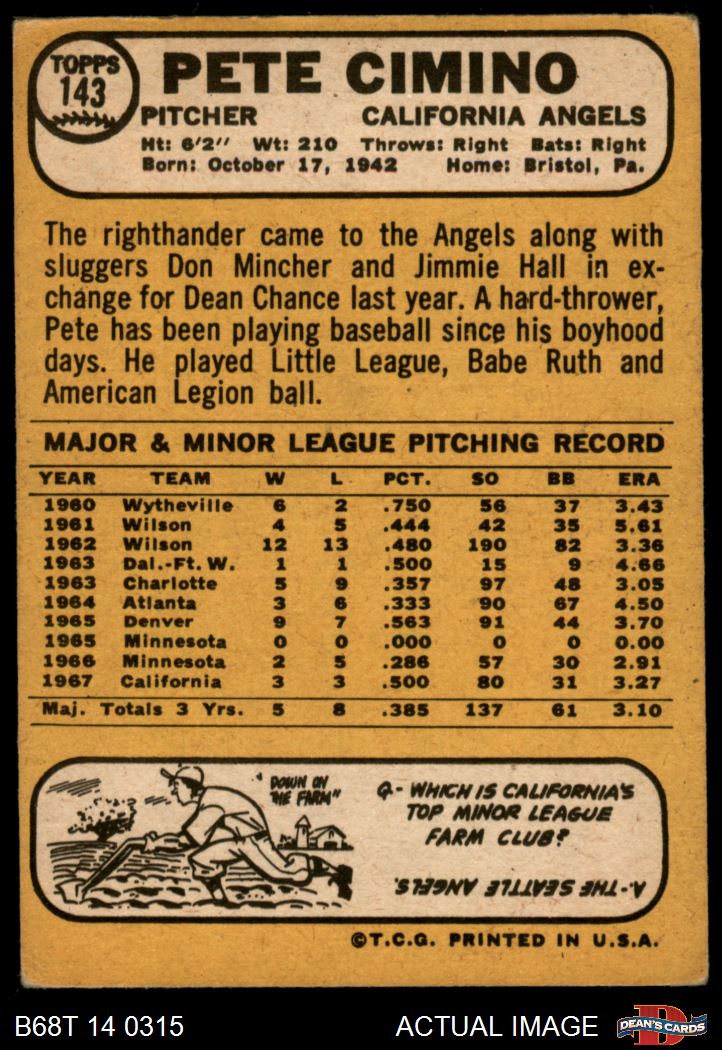 TOPPS
143
PETE CIMINO
PITCHER CALIFORNIA ANGELS
Ht: 6'2" Wt: 210 Throws: Right Bats: Right
Born: October 17, 1942 Home: Bristol, Pa.
The righthander came to the Angels along with
sluggers Don Mincher and Jimmie Hall in ex-
change for Dean Chance last year. A hard-thrower,
Pete has been playing baseball since his boyhood
days. He played Little League, Babe Ruth and
American Legion ball.
MAJOR & MINOR LEAGUE PITCHING RECORD
YEAR TEAM W L PCT. SO BB ERA
1960 Wytheville 6 2 .750 56 37 3.43
1961 Wilson 4 5 .444 42 35 5.61
1962 Wilson 12 13 .480 190 82 3.36
1963 Dal.-Ft. W. 1 1 .500 15 9 4.66
1963 Charlotte 5 9 .357 97 48 3.05
1964 Atlanta 3 6 .333 90 67 4.50
1965 Denver 9 7 .563 91 44 3.70
1965 Minnesota 0 0 .000 0 0 0.00
1966 Minnesota 2 5 .286 57 30 2.91
1967 California 3 3 .500 80 31 3.27
Maj. Totals 3 Yrs. 5 8 .385 137 61 3.10
"DOWN ON
THE FARM"
Q- WHICH IS CALIFORNIA'S
TOP MINOR LEAGUE
FARM CLUB?
A- THE SEATTLE ANGELS.
©T.C.G. PRINTED IN U.S.A.
B68T 14 0315 ACTUAL IMAGE
D
DEAN'S CARDS